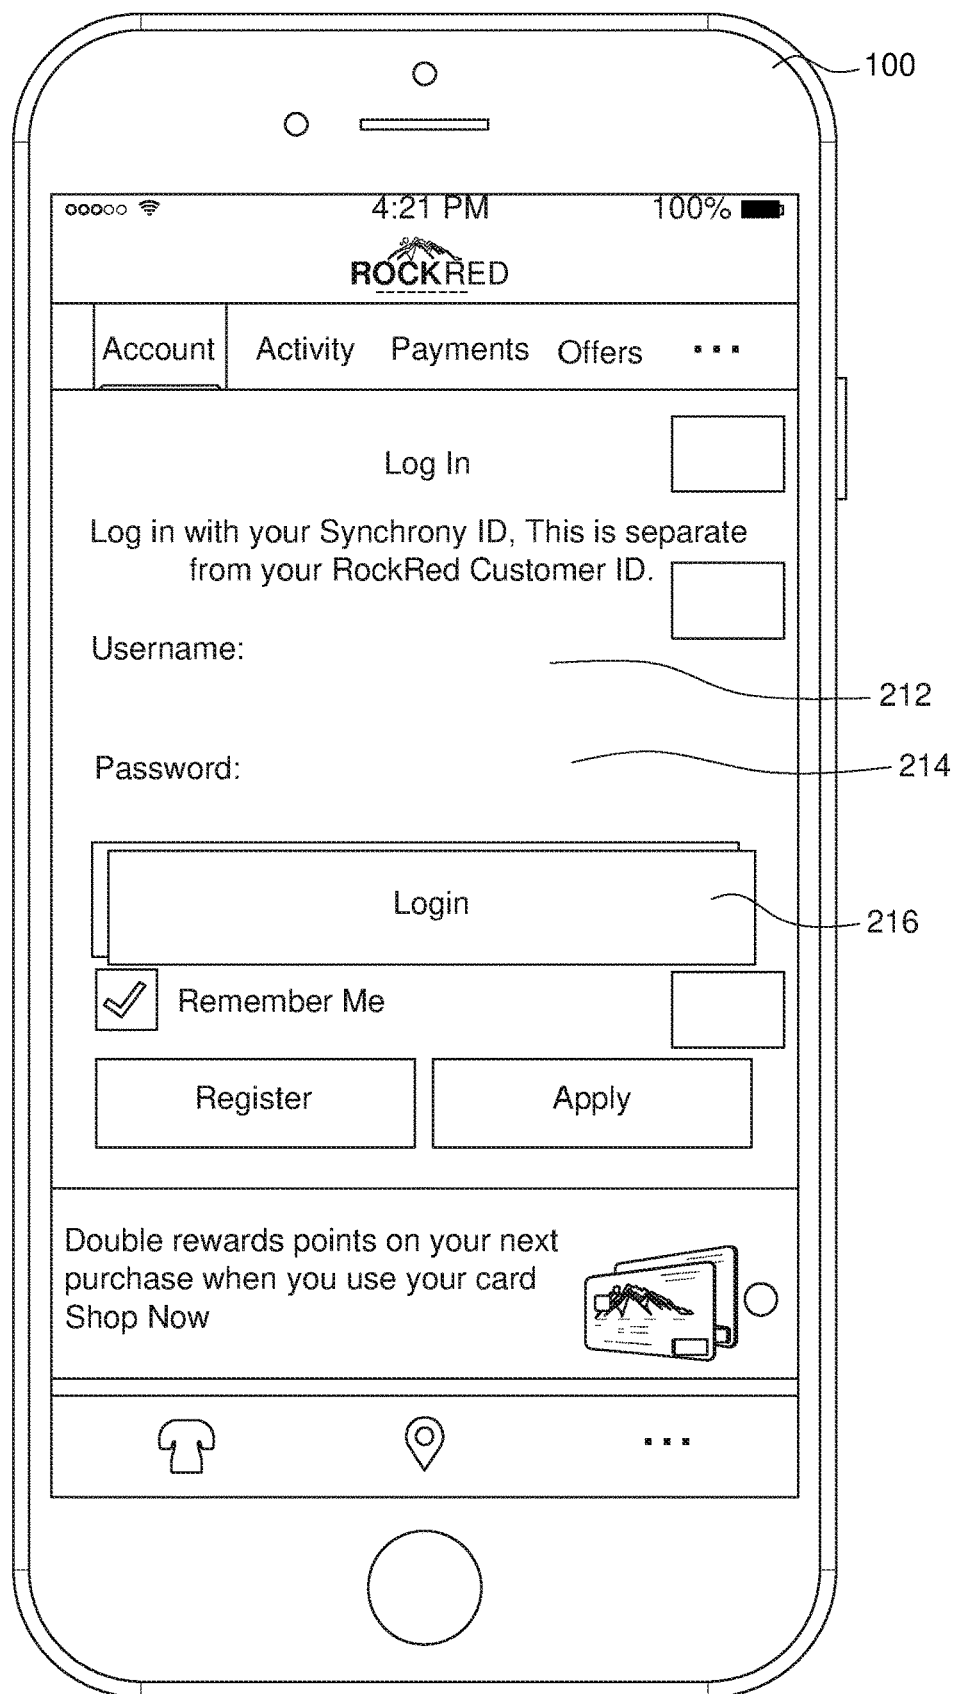 100
4:21 PM 100%
ROCKRED
Account Activity Payments Offers ...
Log In
Log in with your Synchrony ID, This is separate
from your RockRed Customer ID.
Username:
212
Password:
214
Login
216
Remember Me
Register Apply
Double rewards points on your next
purchase when you use your card
Shop Now
...